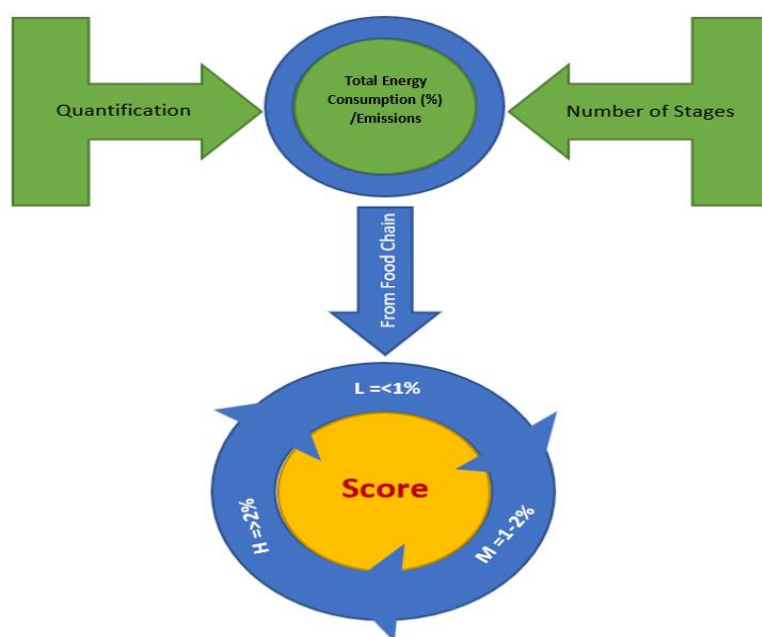 Quantification
Total Energy
Consumption (%)
/Emissions
Number of Stages
From Food Chain
L =<1%
Score
H =>2%
M =1-2%